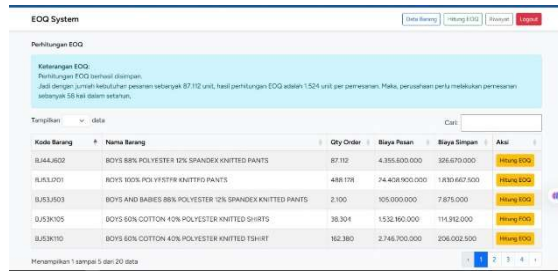 EOQ System
Data Barang Hitung EOQ Riwayat Logout
Perhitungan EOQ
Keterangan EOQ:
Perhitungan EOQ berhasil disimpan.
Jadi dengan jumlah kebutuhan pesanan sebanyak 87.112 unit, hasil perhitungan EOQ adalah 1.524 unit per pemesanan. Maka, perusahaan perlu melakukan pemesanan
sebanyak 58 kali dalam setahun.
Tampilkan data Cari:
Kode Barang Nama Barang Qty Order Biaya Pesan Biaya Simpan Aksi
BJ44J602 BOYS 88% POLYESTER 12% SPANDEX KNITTED PANTS 87.112 4.355.600.000 326.670.000 Hitung EOQ
BJ53J201 BOYS 100% POLYESTER KNITTED PANTS 488.178 24.408.900.000 1.830.667.500 Hitung EOQ
BJ53J503 BOYS AND BABIES 88% POLYESTER 12% SPANDEX KNITTED PANTS 2.100 105.000.000 7.875.000 Hitung EOQ
BJ53K105 BOYS 60% COTTON 40% POLYESTER KNITTED SHIRTS 38.304 1.532.160.000 114.912.000 Hitung EOQ
BJ53K110 BOYS 60% COTTON 40% POLYESTER KNITTED TSHIRT 162.380 2.746.700.000 206.002.500 Hitung EOQ
Menampilkan 1 sampai 5 dari 20 data ‹ 1 2 3 4 ›